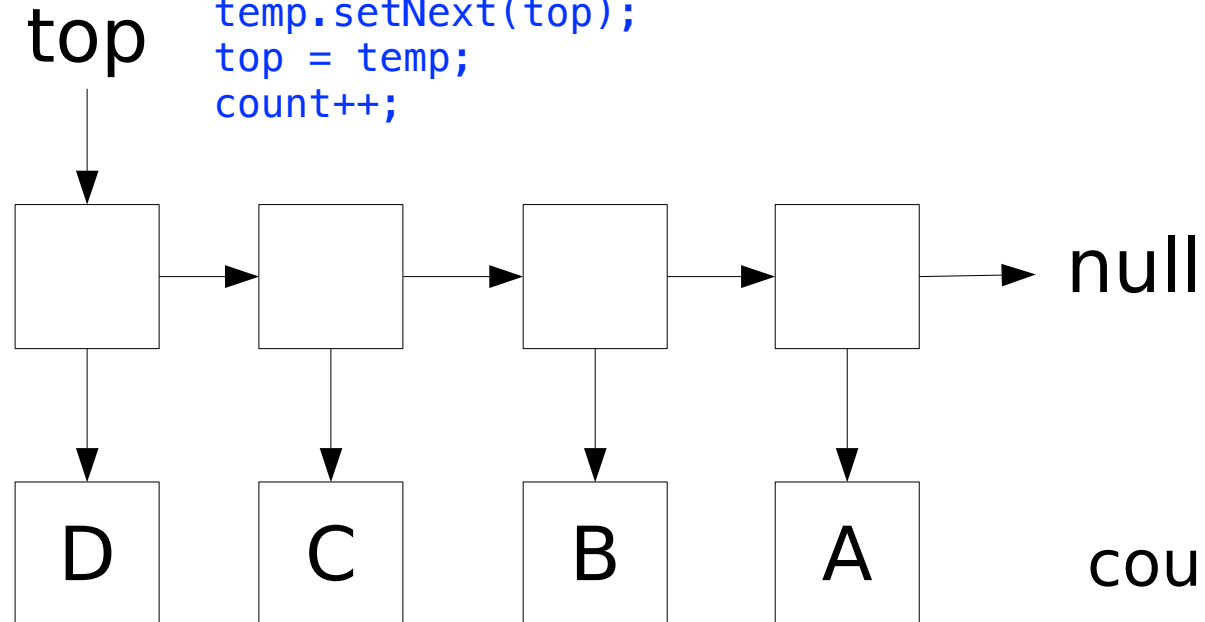 top
temp.setNext(top);
top = temp;
count++;
null
D
C
B
A
cou